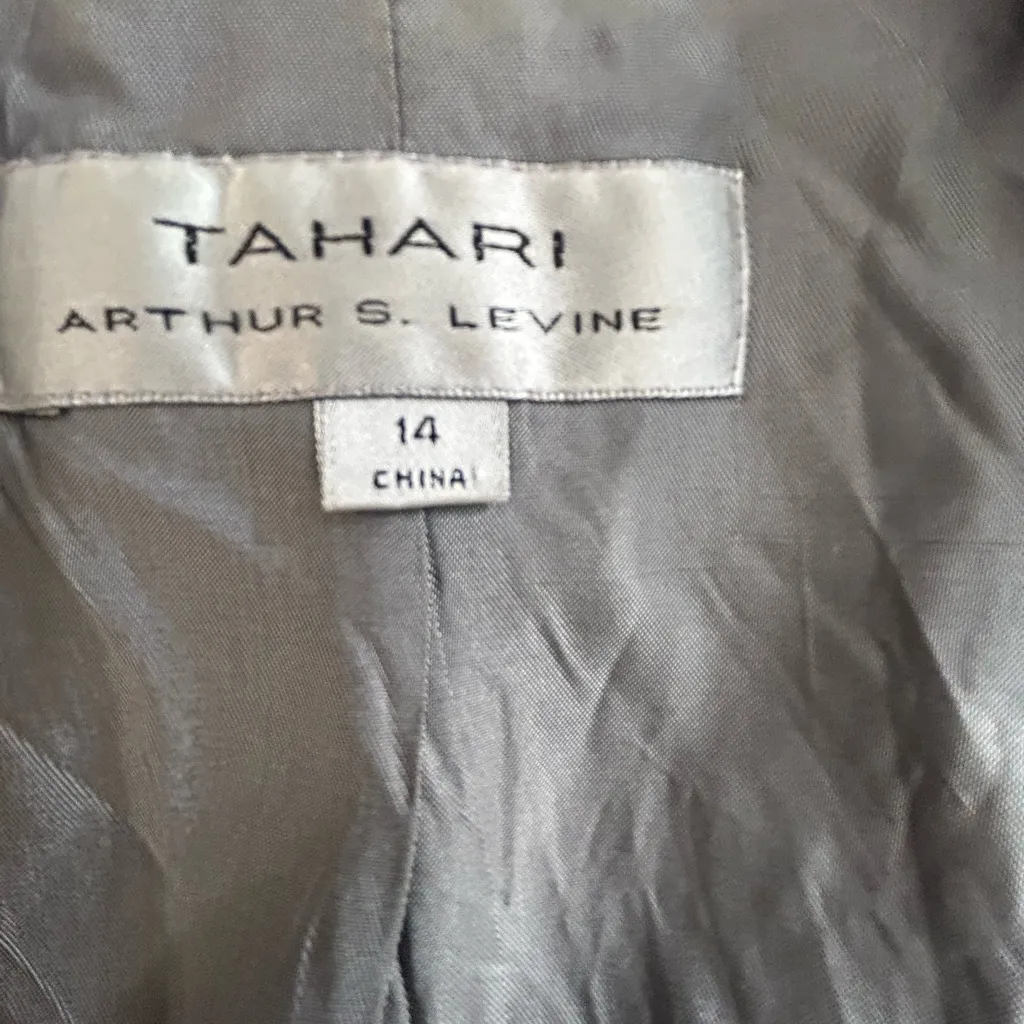 TAHARI
ARTHUR S. LEVINE
14
CHINA